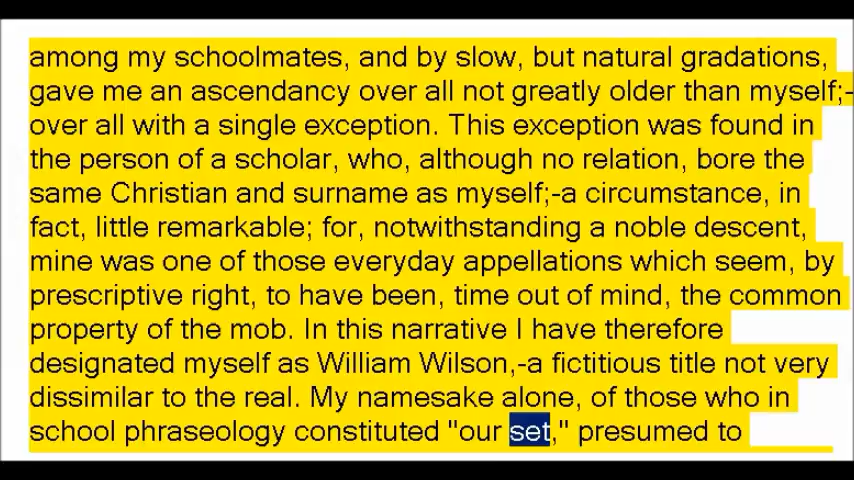 among my schoolmates, and by slow, but natural gradations,
gave me an ascendancy over all not greatly older than myself;-
over all with a single exception. This exception was found in
the person of a scholar, who, although no relation, bore the
same Christian and surname as myself;-a circumstance, in
fact, little remarkable; for, notwithstanding a noble descent,
mine was one of those everyday appellations which seem, by
prescriptive right, to have been, time out of mind, the common
property of the mob. In this narrative I have therefore
designated myself as William Wilson,-a fictitious title not very
dissimilar to the real. My namesake alone, of those who in
school phraseology constituted "our set," presumed to